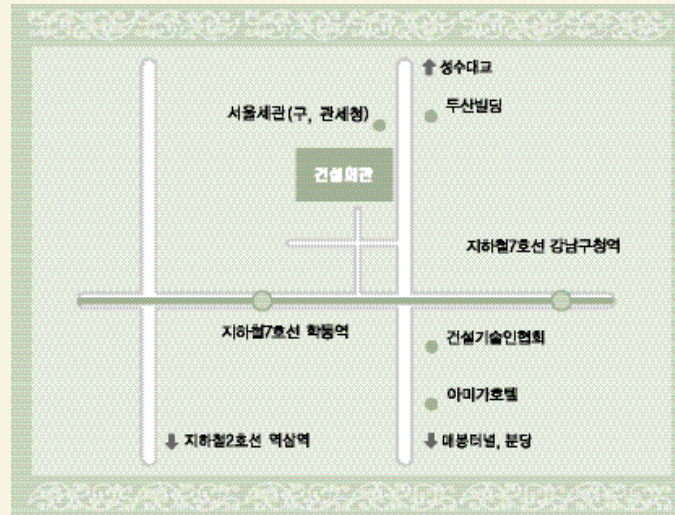 성수대교
두산빌딩
서울세관(구, 관세청)
건설회관
지하철7호선 강남구청역
지하철7호선 학동역
건설기술인협회
아미가호텔
지하철2호선 역삼역
매봉터널, 분당